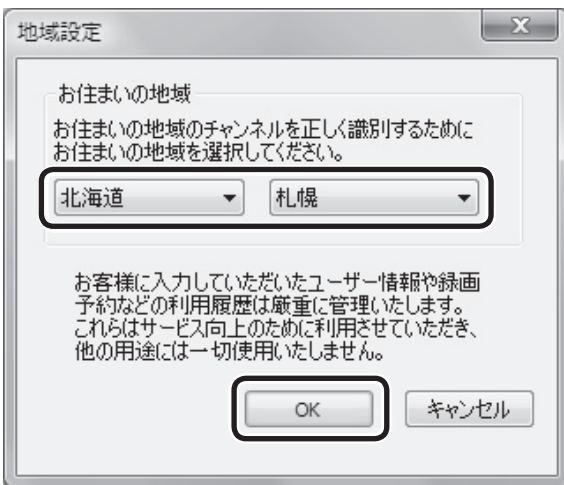 地域設定
お住まいの地域
お住まいの地域のチャンネルを正しく識別するために
お住まいの地域を選択してください。
北海道 札幌
お客様に入力していただいたユーザー情報や録画
予約などの利用履歴は厳重に管理いたします。
これらはサービス向上のために利用させていただき、
他の用途には一切使用いたしません。
OK キャンセル